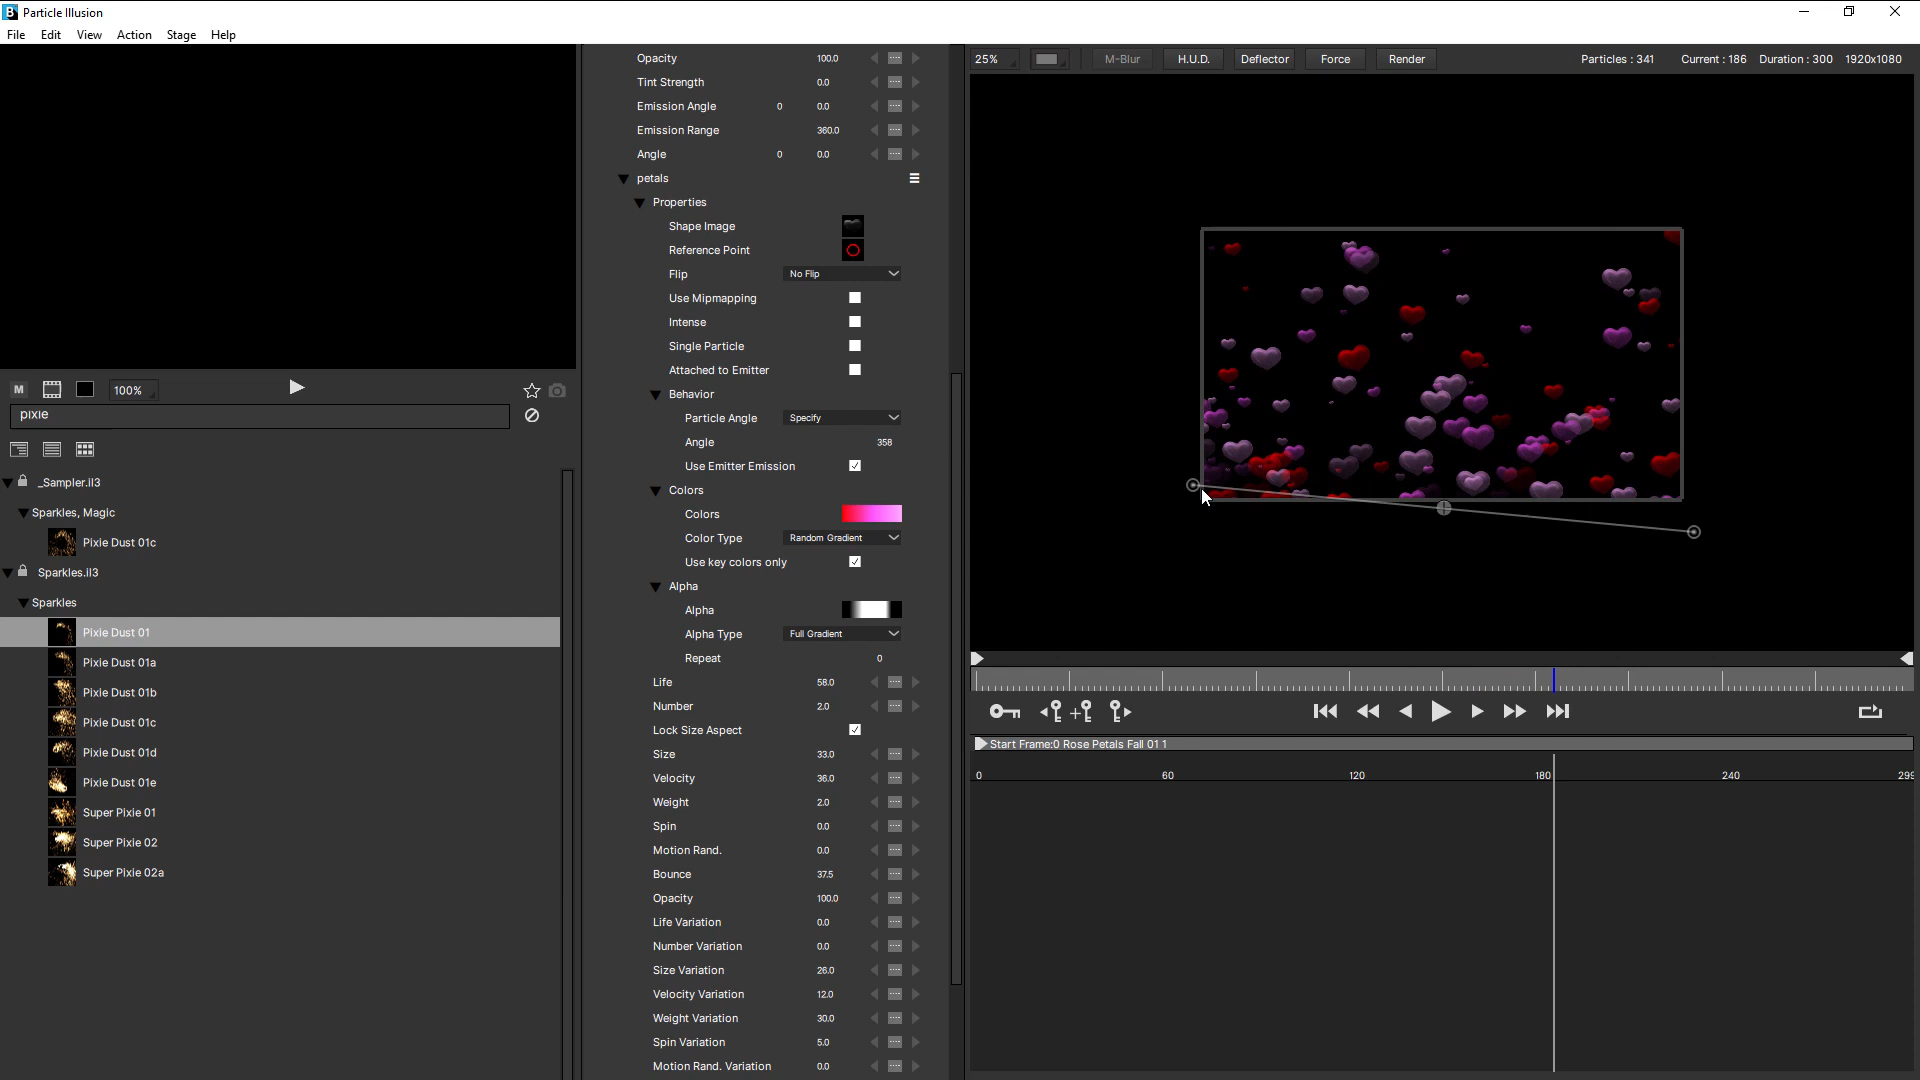 Particle Illusion
File Edit View Action Stage Help
Opacity 100.0
Tint Strength 0.0
Emission Angle 0 0.0
Emission Range 360.0
Angle 0 0.0
petals
Properties
Shape Image
Reference Point
Flip No Flip
Use Mipmapping
Intense
Single Particle
Attached to Emitter
Behavior
Particle Angle Specify
Angle 358
Use Emitter Emission
Colors
Colors
Color Type Random Gradient
Use key colors only
Alpha
Alpha
Alpha Type Full Gradient
Repeat 0
Life 58.0
Number 2.0
Lock Size Aspect
Size 33.0
Velocity 36.0
Weight 2.0
Spin 0.0
Motion Rand. 0.0
Bounce 37.5
Opacity 100.0
Life Variation 0.0
Number Variation 0.0
Size Variation 26.0
Velocity Variation 12.0
Weight Variation 30.0
Spin Variation 5.0
Motion Rand. Variation 0.0
M 100%
pixie
_Sampler.il3
Sparkles, Magic
Pixie Dust 01c
Sparkles.il3
Sparkles
Pixie Dust 01
Pixie Dust 01a
Pixie Dust 01b
Pixie Dust 01c
Pixie Dust 01d
Pixie Dust 01e
Super Pixie 01
Super Pixie 02
Super Pixie 02a
25% M-Blur H.U.D. Deflector Force Render Particles : 341 Current : 186 Duration : 300 1920x1080
Start Frame:0 Rose Petals Fall 01 1
0 60 120 180 240 299